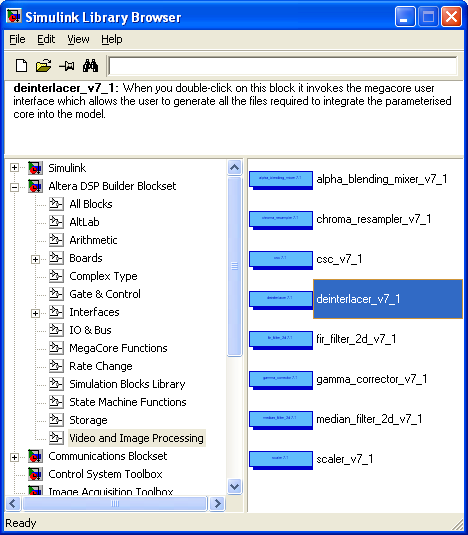 Simulink Library Browser
File Edit View Help
deinterlacer_v7_1: When you double-click on this block it invokes the megacore user
interface which allows the user to generate all the files required to integrate the parameterised
core into the model.
Simulink
Altera DSP Builder Blockset
All Blocks
AltLab
Arithmetic
Boards
Complex Type
Gate & Control
Interfaces
IO & Bus
MegaCore Functions
Rate Change
Simulation Blocks Library
State Machine Functions
Storage
Video and Image Processing
Communications Blockset
Control System Toolbox
Image Acquisition Toolbox
alpha_blending_mixer_v7_1
chroma_resampler_v7_1
csc_v7_1
deinterlacer_v7_1
fir_filter_2d_v7_1
gamma_corrector_v7_1
median_filter_2d_v7_1
scaler_v7_1
Ready